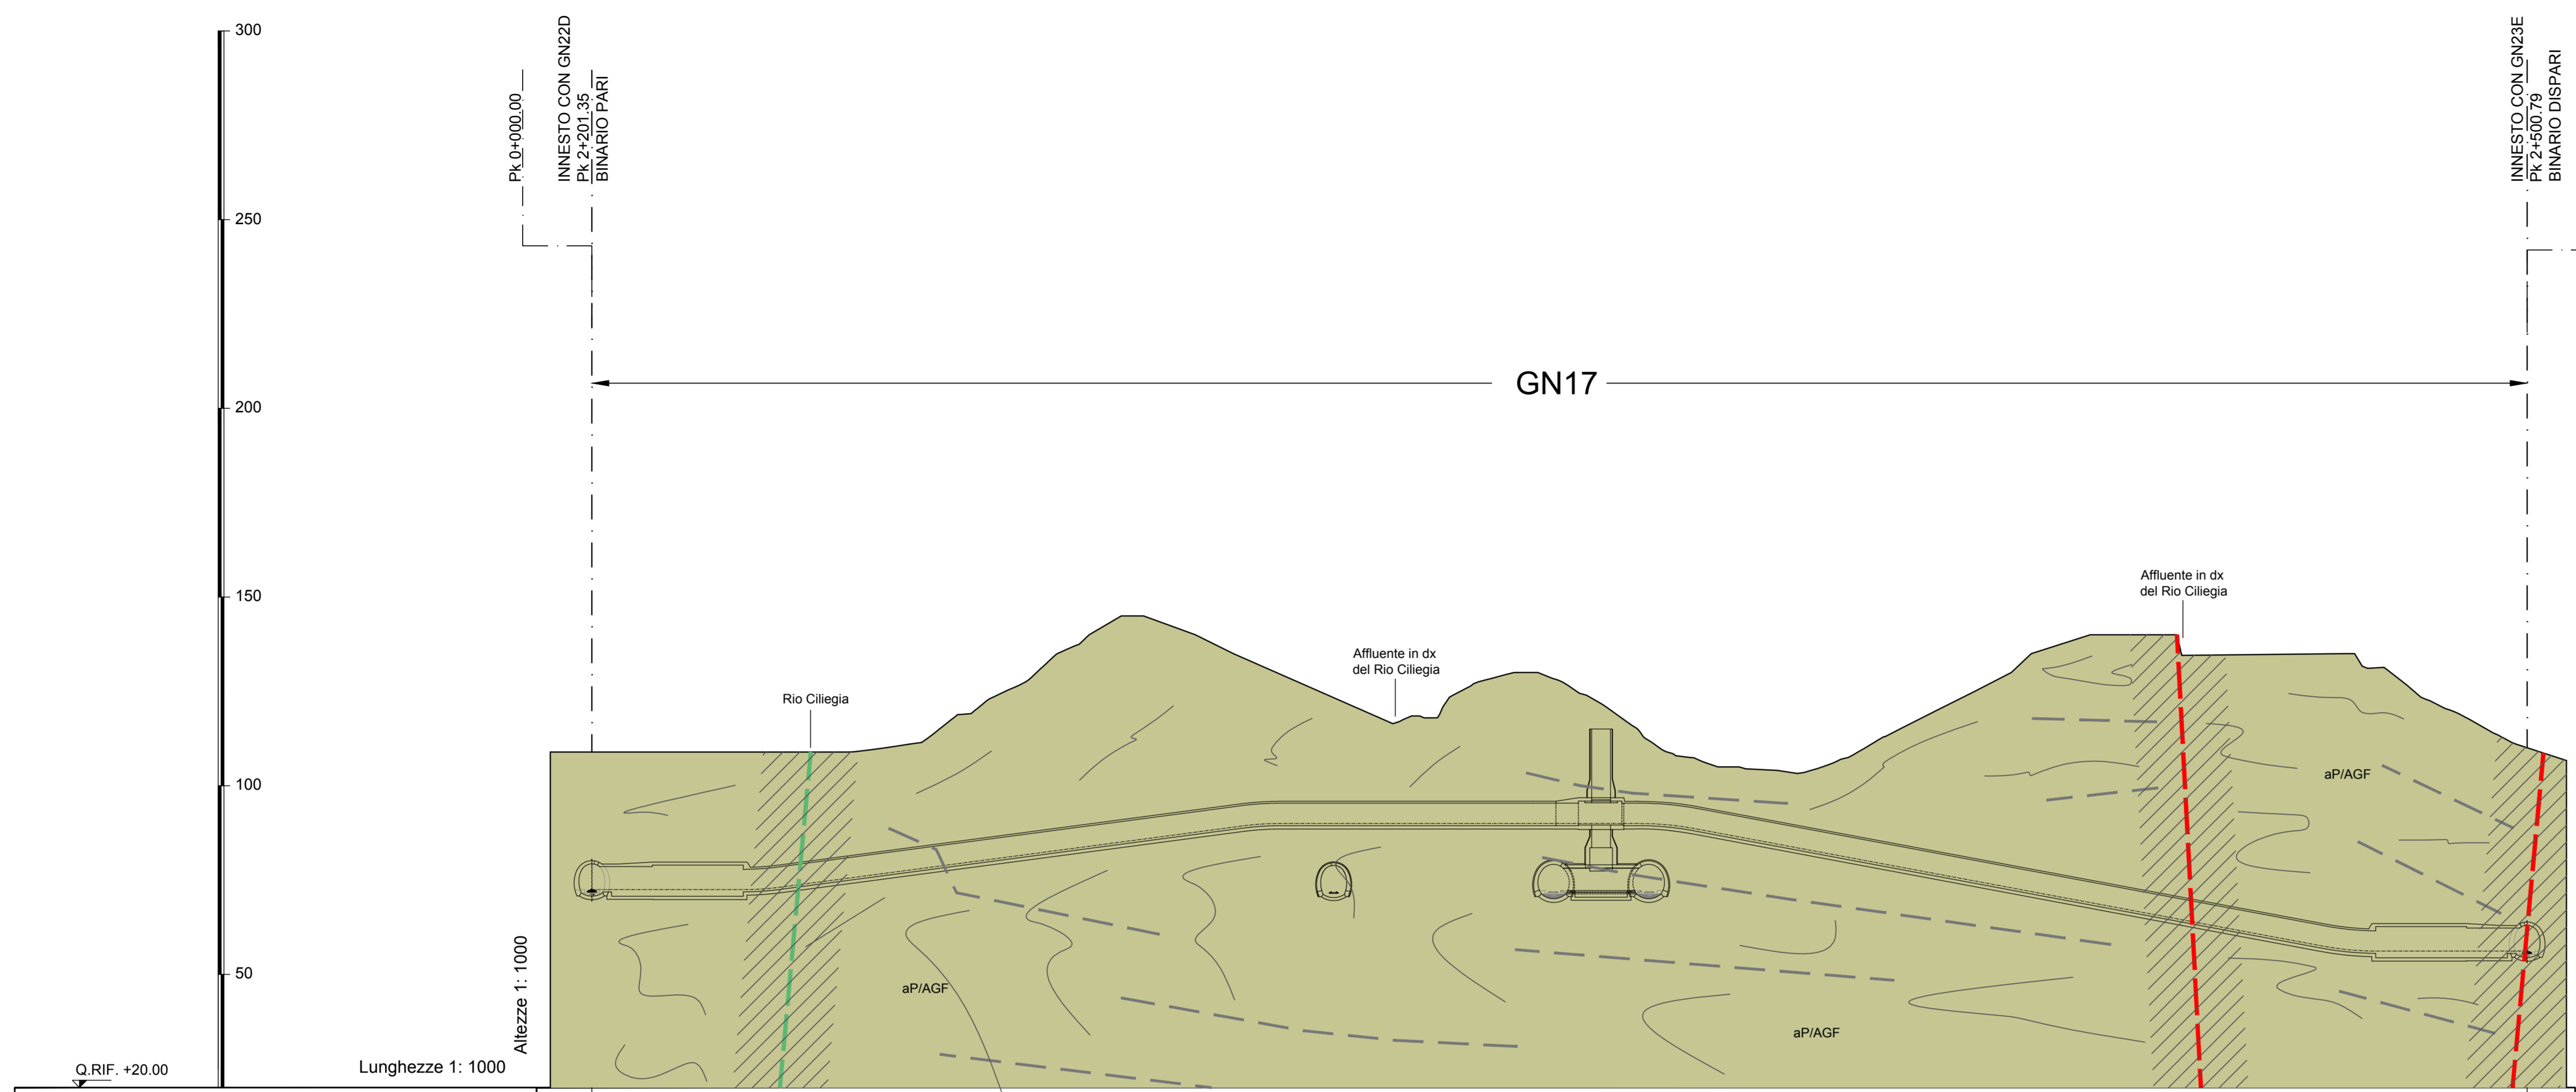 300
250
200
150
100
50
Pk 0+000.00
INNESTO CON GN22D
Pk 2+201.35
BINARIO PARI
INNESTO CON GN23E
Pk 2+500.79
BINARIO DISPARI
GN17
Affluente in dx
del Rio Ciliegia
Affluente in dx
del Rio Ciliegia
Rio Ciliegia
aP/AGF
aP/AGF
aP/AGF
Altezze 1: 1000
Lunghezze 1: 1000
Q.RIF. +20.00